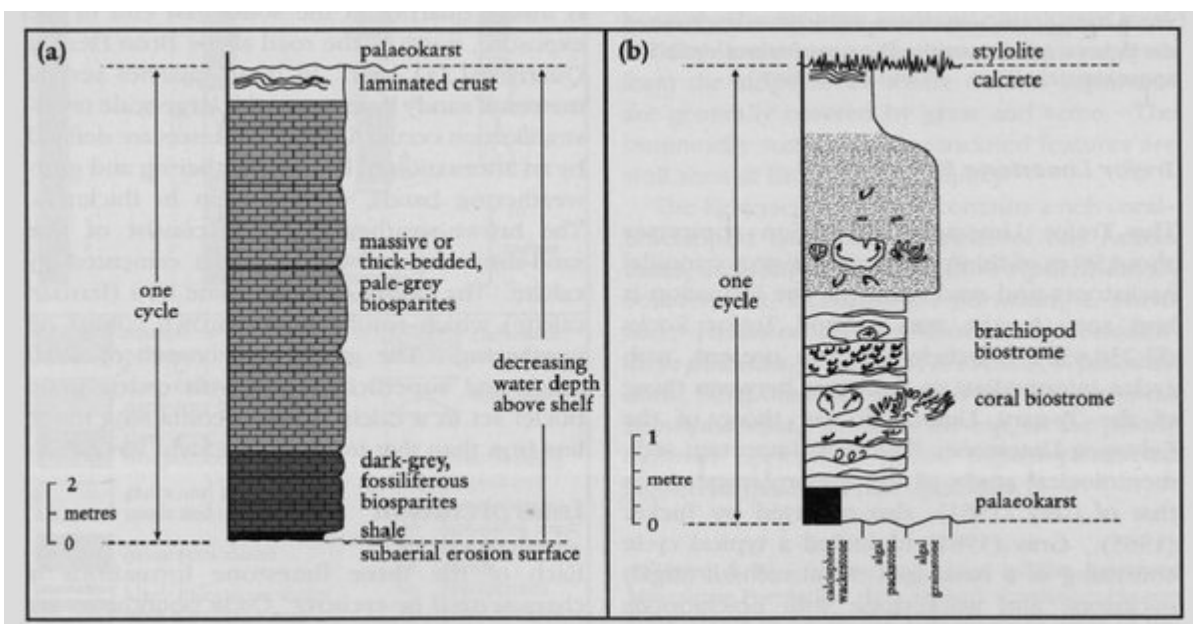 (a)
palaeokarst
laminated crust
one
cycle
massive or
thick-bedded,
pale-grey
biosparites
decreasing
water depth
above shelf
dark-grey,
fossiliferous
biosparites
shale
subaerial erosion surface
2
metres
0
(b)
stylolite
calcrete
one
cycle
brachiopod
biostrome
coral biostrome
1
metre
0
palaeokarst
calcisphere
wackestone
algal
packstone
algal
grainstone